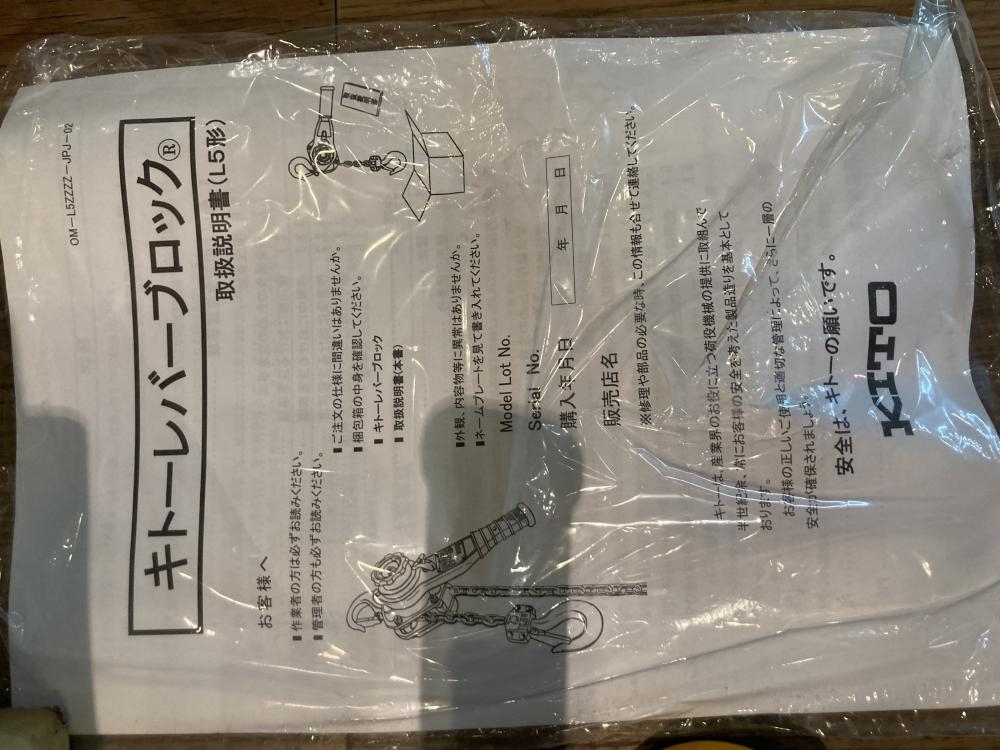 OM-L5ZZZZ-JPJ-02
キトーレバーブロック®
取扱説明書(L5形)
お客様へ
▮作業者の方は必ずお読みください。
▮管理者の方も必ずお読みください。
▮ご注文の仕様に間違いはありませんか。
▮梱包箱の中身を確認してください。
▮ キトーレバーブロック
▮ 取扱説明書(本書)
▮外観、内容物等に異常はありませんか。
▮ネームプレートを見て書き入れてください。
Model Lot No.
Serial No.
購入年月日 年 月 日
販売店名
※修理や部品の必要な時、この情報も合せて連絡してください。
キトーは、産業界のお役に立つ荷役機械の提供に取組んで
半世紀余、常にお客様の安全を考えた製品造りを基本として
おります。
お客様の正しいご使用と適切な管理によって、さらに一層の
安全が確保されましょう。
安全は、キトーの願いです。
KITO